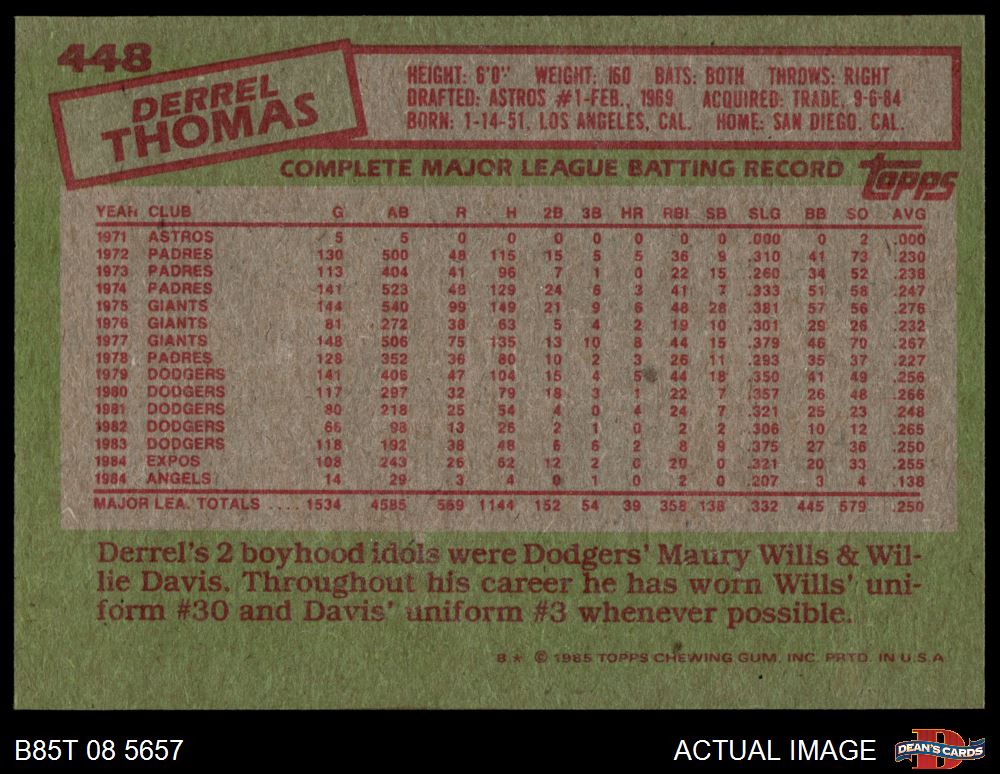 448
DERREL
THOMAS
HEIGHT: 6'0" WEIGHT: 160 BATS: BOTH THROWS: RIGHT
DRAFTED: ASTROS #1-FEB., 1969 ACQUIRED: TRADE, 9-6-84
BORN: 1-14-51, LOS ANGELES, CAL. HOME: SAN DIEGO, CAL.
COMPLETE MAJOR LEAGUE BATTING RECORD topps
YEAR CLUB G AB R H 2B 3B HR RBI SB SLG BB SO AVG
1971 ASTROS 5 5 0 0 0 0 0 0 0 .000 0 2 .000
1972 PADRES 130 500 48 115 15 5 5 36 9 .310 41 73 .230
1973 PADRES 113 404 41 96 7 1 0 22 15 .260 34 52 .238
1974 PADRES 141 523 48 129 24 6 3 41 7 .333 51 58 .247
1975 GIANTS 144 540 99 149 21 9 6 48 28 .381 57 56 .276
1976 GIANTS 81 272 38 63 5 4 2 19 10 .301 29 26 .232
1977 GIANTS 148 506 75 135 13 10 8 44 15 .379 46 70 .267
1978 PADRES 128 352 36 80 10 2 3 26 11 .293 35 37 .227
1979 DODGERS 141 406 47 104 15 4 5 44 18 .350 41 49 .256
1980 DODGERS 117 297 32 79 18 3 1 22 7 .357 26 48 .266
1981 DODGERS 80 218 25 54 4 0 4 24 7 .321 25 23 .248
1982 DODGERS 66 98 13 26 2 1 0 2 2 .306 10 12 .265
1983 DODGERS 118 192 38 48 6 6 2 8 9 .375 27 36 .250
1984 EXPOS 108 243 26 62 12 2 0 20 0 .321 20 33 .255
1984 ANGELS 14 29 3 4 0 1 0 2 0 .207 3 4 .138
MAJOR LEA. TOTALS .... 1534 4585 569 1144 152 54 39 358 138 .332 445 579 .250
Derrel's 2 boyhood idols were Dodgers' Maury Wills & Wil-
lie Davis. Throughout his career he has worn Wills' uni-
form #30 and Davis' uniform #3 whenever possible.
8 * © 1985 TOPPS CHEWING GUM, INC. PRTD. IN U.S.A
B85T 08 5657 ACTUAL IMAGE D DEAN'S CARDS